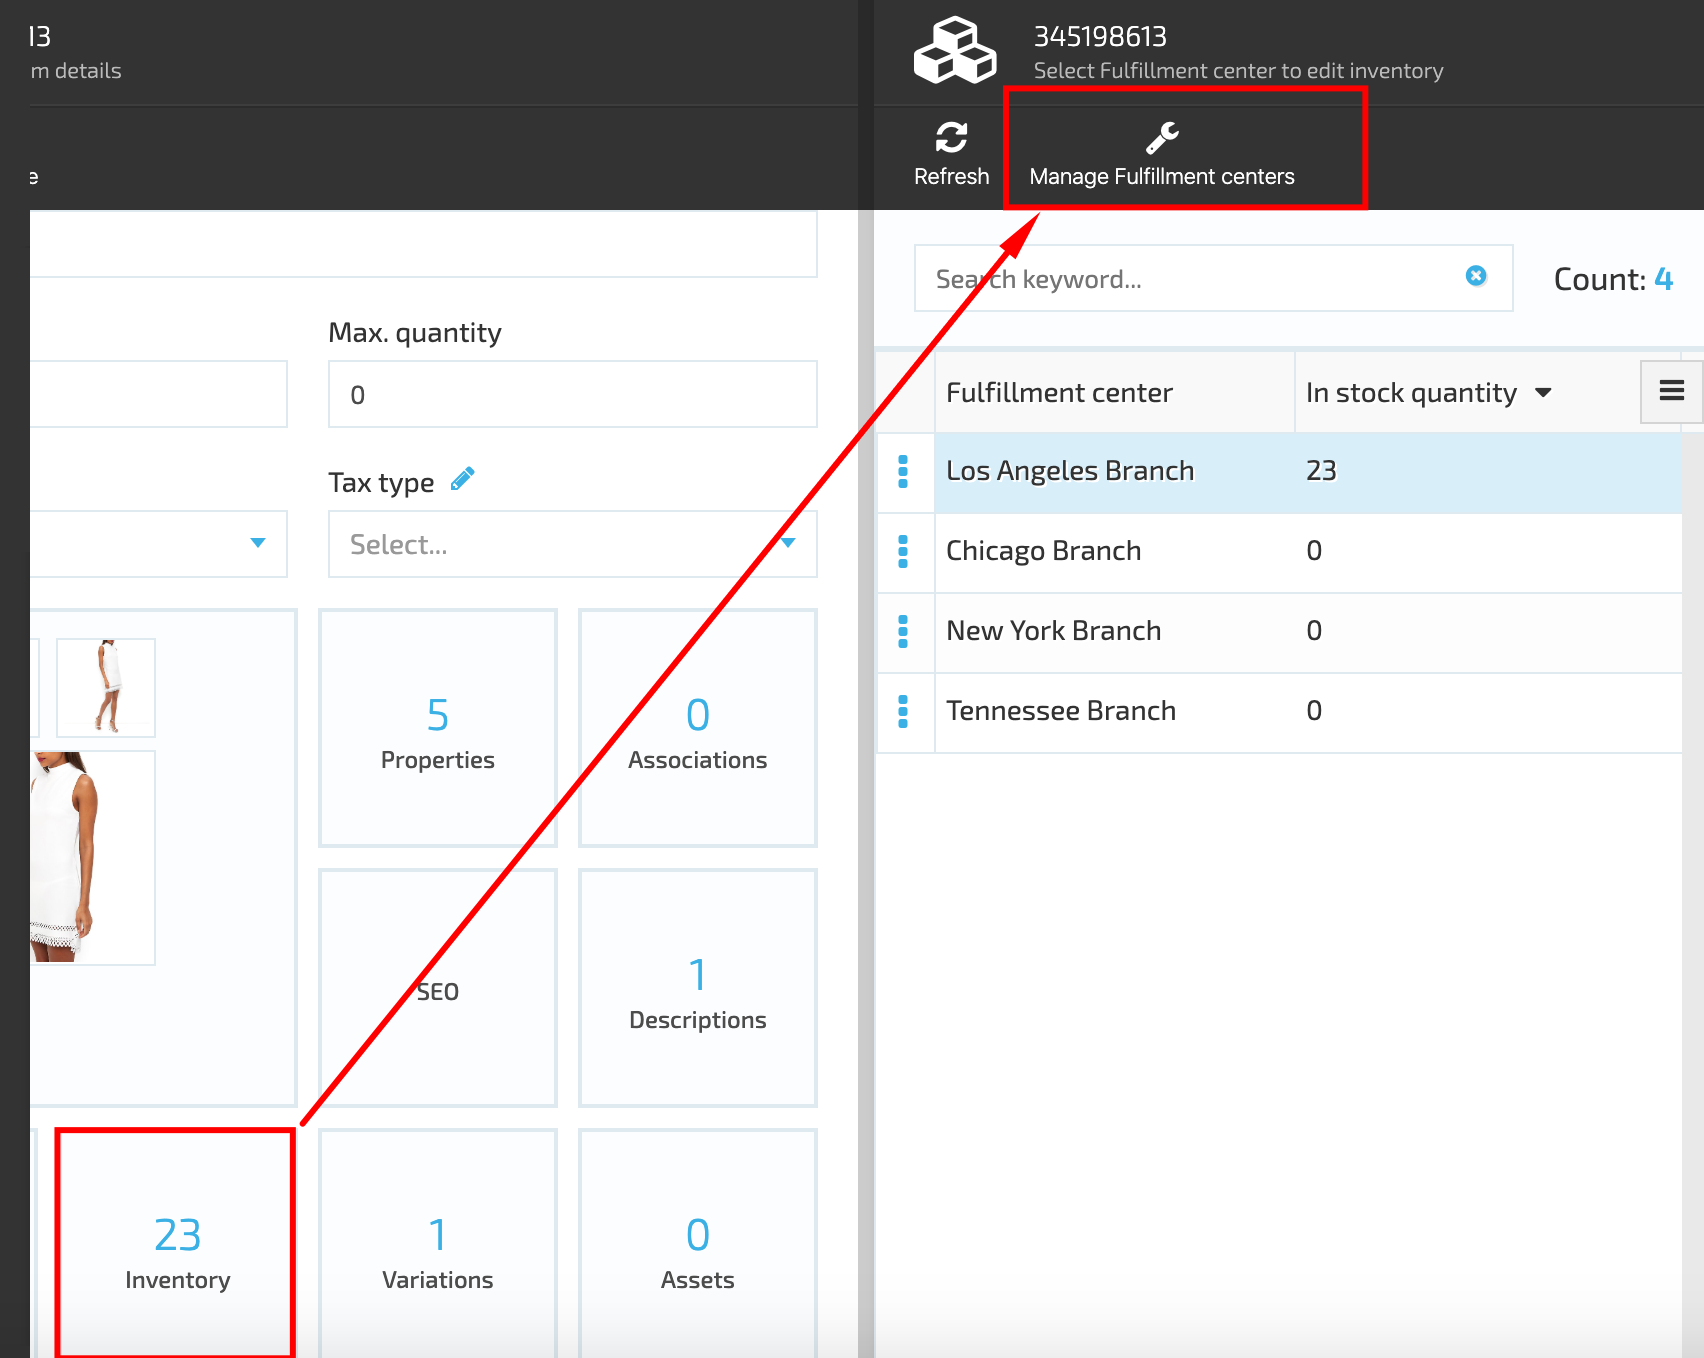 13
m details
e
Max. quantity
0
Tax type
Select...
5
Properties
0
Associations
SEO
1
Descriptions
23
Inventory
1
Variations
0
Assets
345198613
Select Fulfillment center to edit inventory
Refresh
Manage Fulfillment centers
Search keyword...
Count: 4
Fulfillment center In stock quantity
Los Angeles Branch 23
Chicago Branch 0
New York Branch 0
Tennessee Branch 0